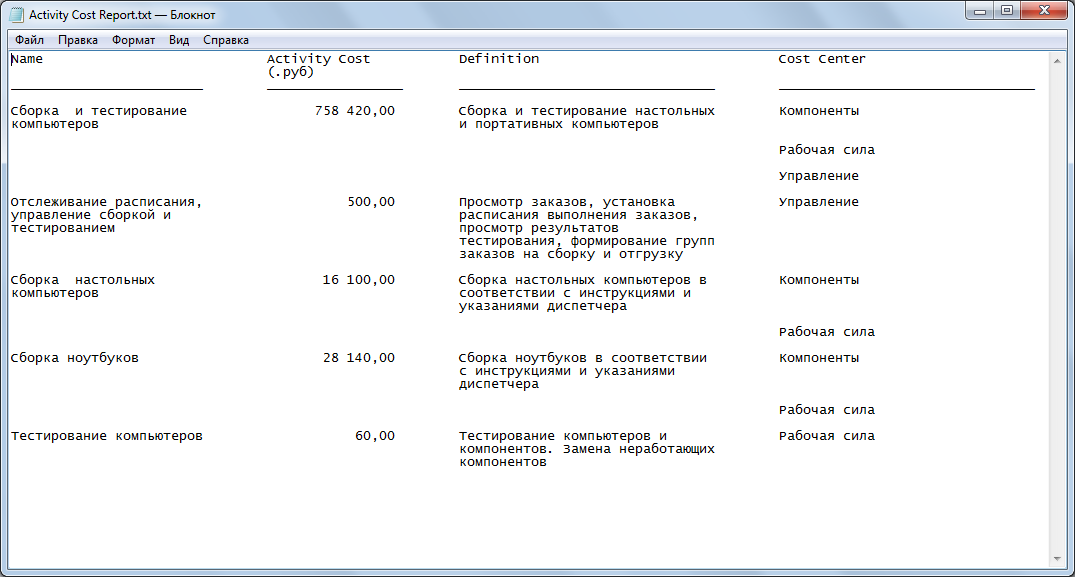 Activity Cost Report.txt — Блокнот
Файл Правка Формат Вид Справка
Name Activity Cost Definition Cost Center
(.руб)
Сборка и тестирование 758 420,00 Сборка и тестирование настольных Компоненты
компьютеров и портативных компьютеров
Рабочая сила
Управление
Отслеживание расписания, 500,00 Просмотр заказов, установка Управление
управление сборкой и расписания выполнения заказов,
тестированием просмотр результатов
тестирования, формирование групп
заказов на сборку и отгрузку
Сборка настольных 16 100,00 Сборка настольных компьютеров в Компоненты
компьютеров соответствии с инструкциями и
указаниями диспетчера
Рабочая сила
Сборка ноутбуков 28 140,00 Сборка ноутбуков в соответствии Компоненты
с инструкциями и указаниями
диспетчера
Рабочая сила
Тестирование компьютеров 60,00 Тестирование компьютеров и Рабочая сила
компонентов. Замена неработающих
компонентов